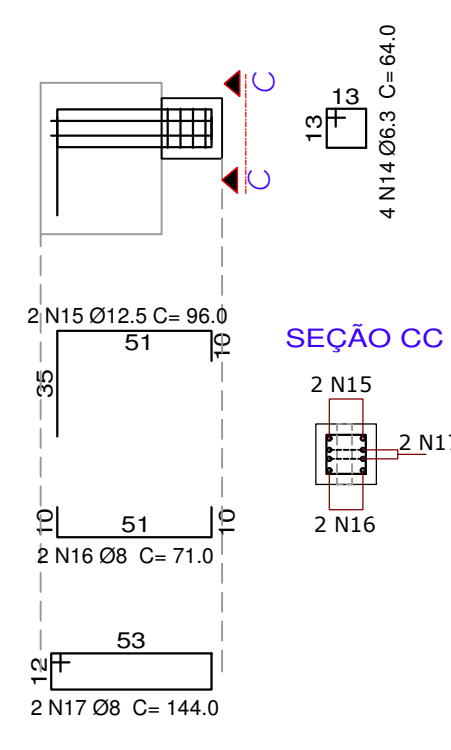 C
C
13
13
4 N14 Ø6.3 C= 64.0
2 N15 Ø12.5 C= 96.0
51
10
35
SEÇÃO CC
2 N15
2 N17
2 N16
10
51
10
2 N16 Ø8 C= 71.0
53
12
2 N17 Ø8 C= 144.0